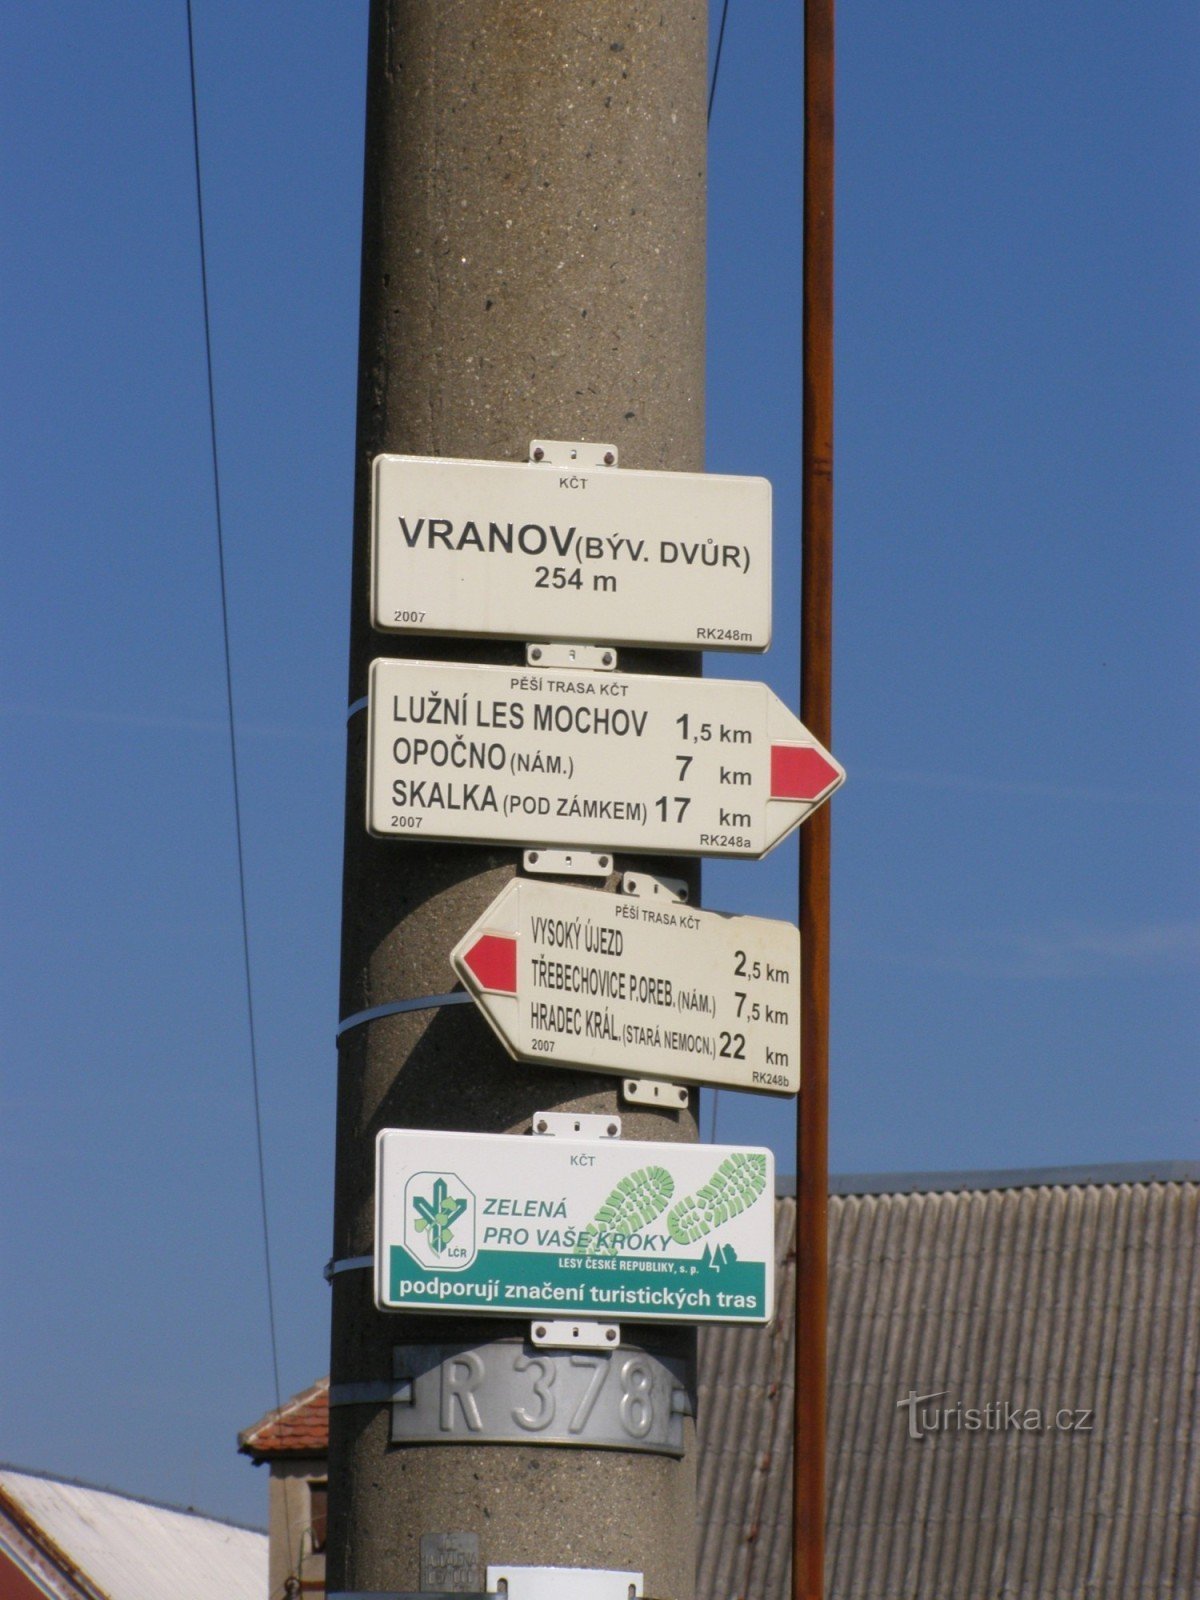 KČT
VRANOV(BÝV. DVŮR)
254 m
2007 RK248m
PĚŠÍ TRASA KČT
LUŽNÍ LES MOCHOV 1,5 km
OPOČNO (NÁM.) 7 km
SKALKA (POD ZÁMKEM) 17 km
2007 RK248a
PĚŠÍ TRASA KČT
VYSOKÝ ÚJEZD 2,5 km
TŘEBECHOVICE P.OREB.(NÁM.) 7,5 km
HRADEC KRÁL.(STARÁ NEMOCN.) 22 km
2007 RK248b
KČT
ZELENÁ
PRO VAŠE KROKY
LČR
LESY ČESKÉ REPUBLIKY, s. p.
podporují značení turistických tras
R 378
Turistika.cz